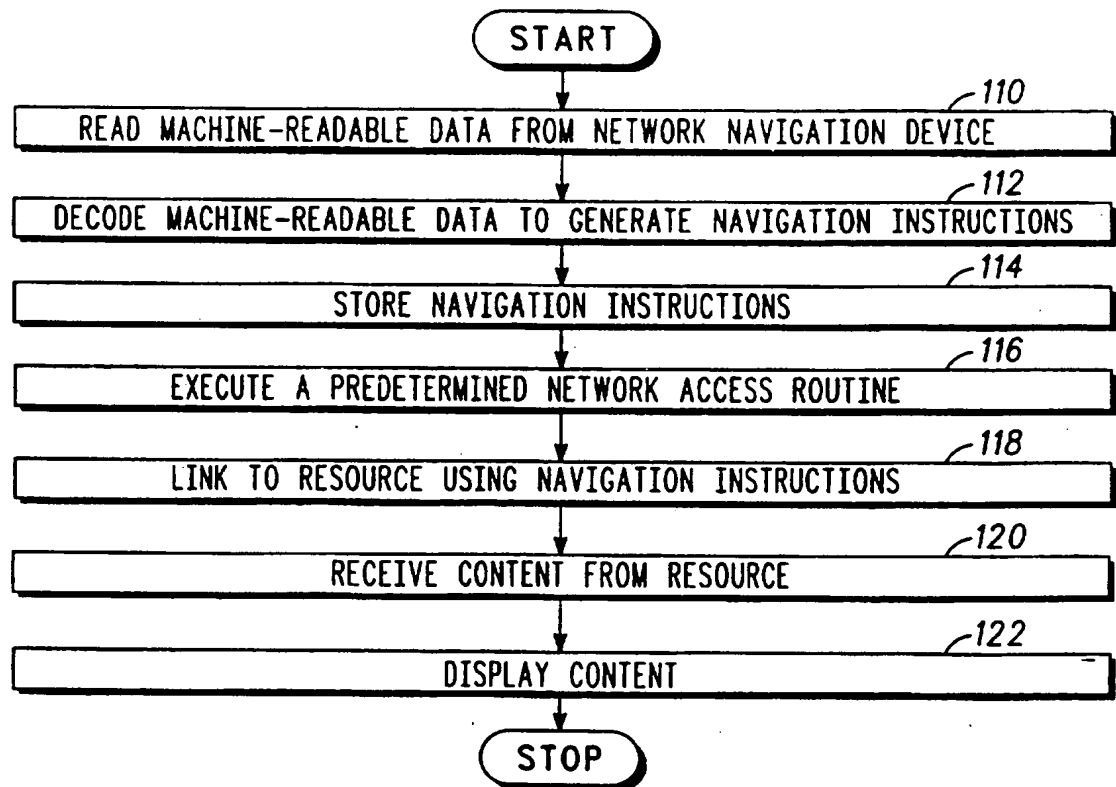 START
110
READ MACHINE-READABLE DATA FROM NETWORK NAVIGATION DEVICE
112
DECODE MACHINE-READABLE DATA TO GENERATE NAVIGATION INSTRUCTIONS
114
STORE NAVIGATION INSTRUCTIONS
116
EXECUTE A PREDETERMINED NETWORK ACCESS ROUTINE
118
LINK TO RESOURCE USING NAVIGATION INSTRUCTIONS
120
RECEIVE CONTENT FROM RESOURCE
122
DISPLAY CONTENT
STOP